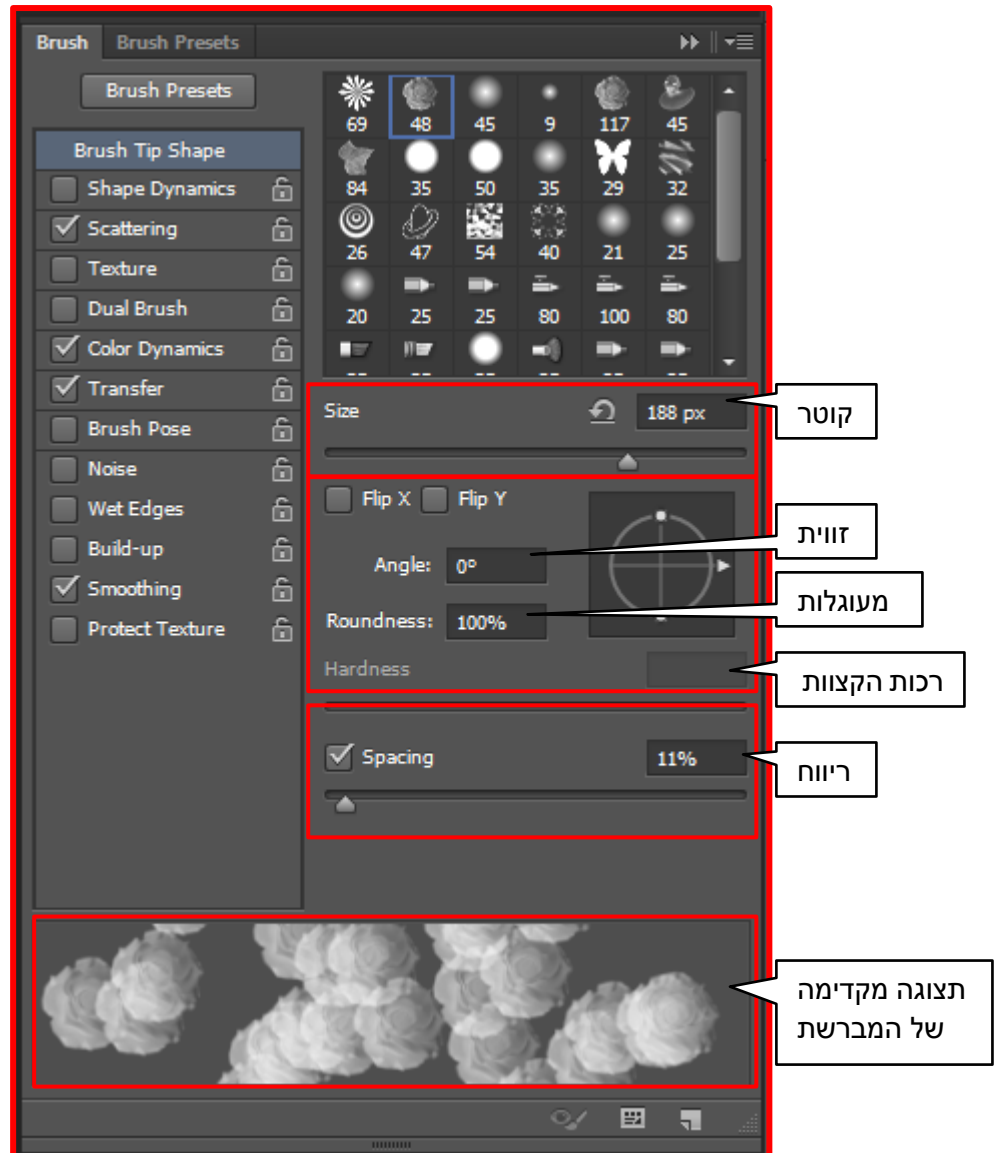 Brush Brush Presets
Brush Presets
Brush Tip Shape
Shape Dynamics
Scattering
Texture
Dual Brush
Color Dynamics
Transfer
Brush Pose
Noise
Wet Edges
Build-up
Smoothing
Protect Texture
69 48 45 9 117 45
84 35 50 35 29 32
26 47 54 40 21 25
20 25 25 80 100 80
Size 188 px
קוטר
Flip X Flip Y
Angle: 0°
זווית
Roundness: 100%
מעוגלות
Hardness
רכות הקצוות
Spacing 11%
ריווח
תצוגה מקדימה
של המברשת